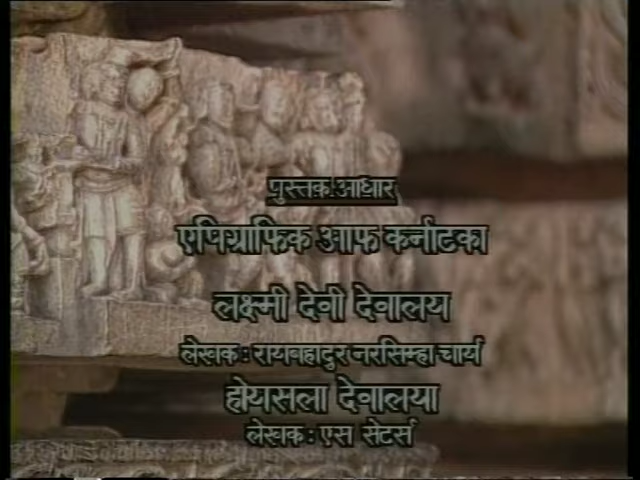 पुस्तक आधार
एपिग्राफिक आफ कर्नाटका
लक्ष्मी देवी देवालय
लेखक : रायबहादुर नरसिम्हाचार्य
होयसला देवालया
लेखक : एस सेटर्स